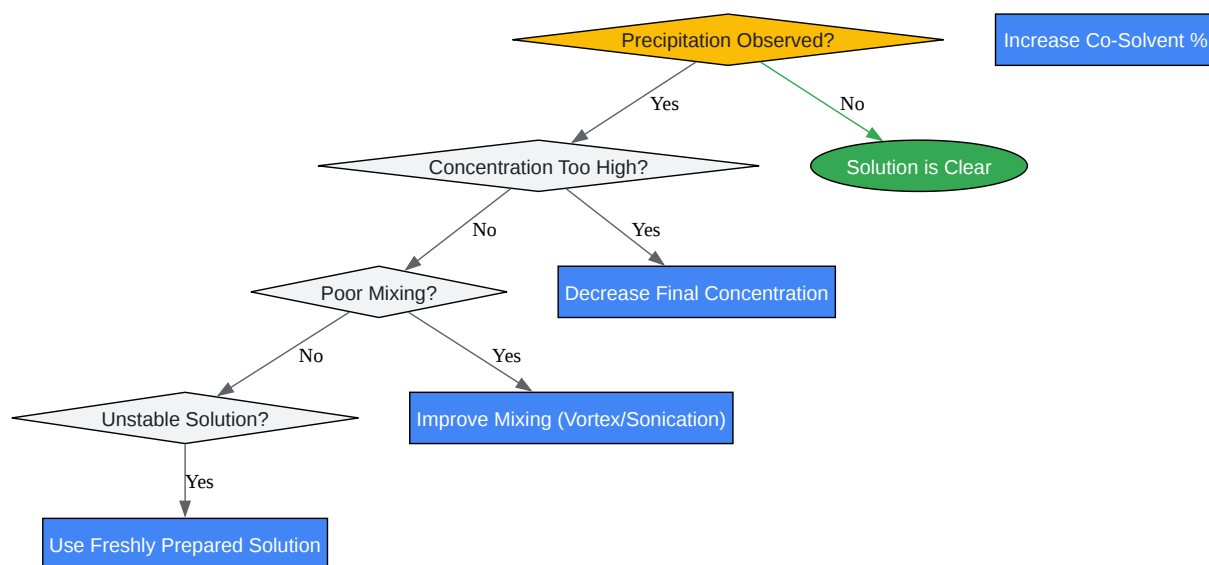 Precipitation Observed?
Increase Co-Solvent %
Yes
No
Concentration Too High?
Solution is Clear
No
Yes
Poor Mixing?
Decrease Final Concentration
No
Yes
Unstable Solution?
Improve Mixing (Vortex/Sonication)
Yes
Use Freshly Prepared Solution